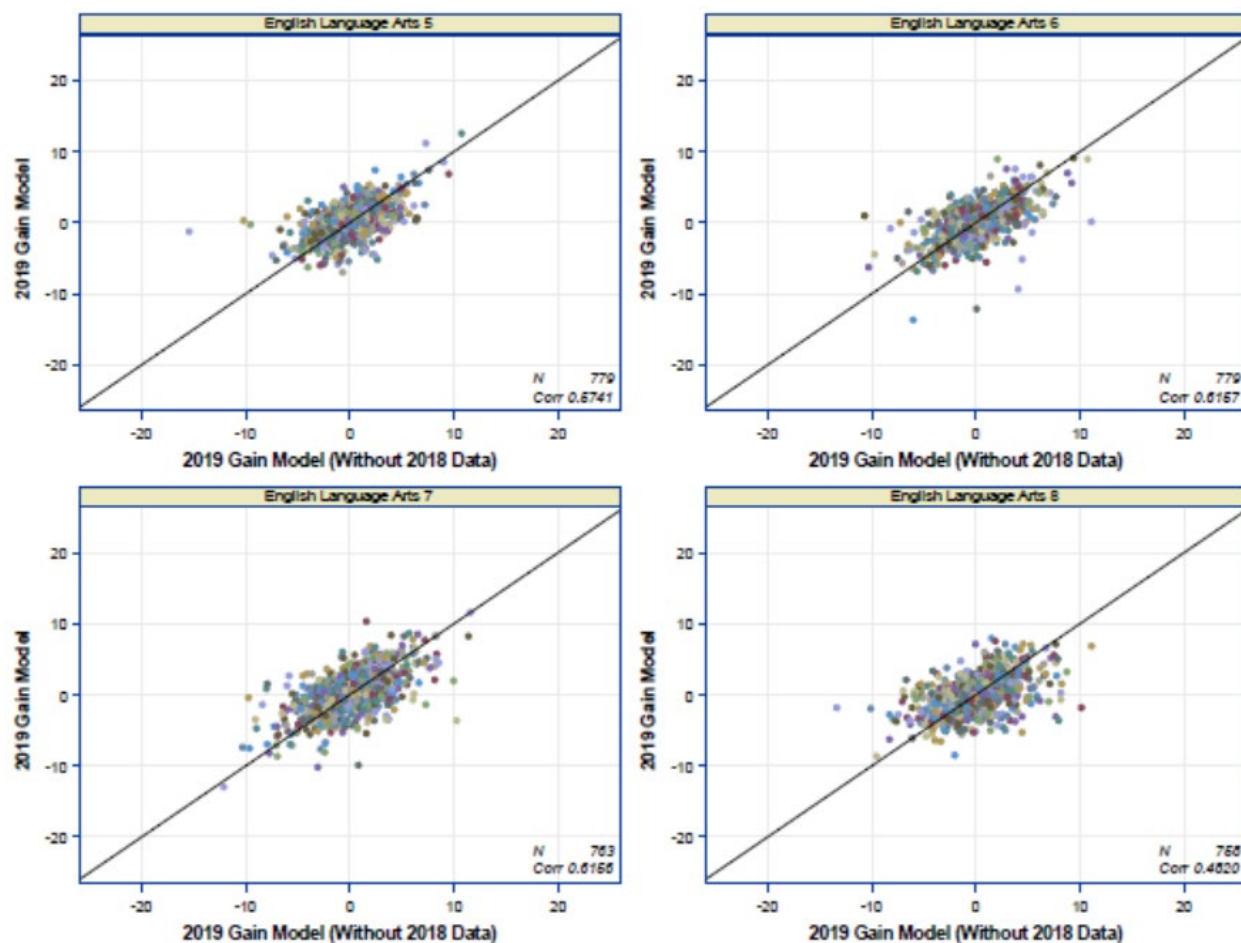 English Language Arts 5
2019 Gain Model
20
10
0
-10
-20
N 779
Corr 0.5741
-20 -10 0 10 20
2019 Gain Model (Without 2018 Data)
English Language Arts 6
2019 Gain Model
20
10
0
-10
-20
N 779
Corr 0.6157
-20 -10 0 10 20
2019 Gain Model (Without 2018 Data)
English Language Arts 7
2019 Gain Model
20
10
0
-10
-20
N 763
Corr 0.6156
-20 -10 0 10 20
2019 Gain Model (Without 2018 Data)
English Language Arts 8
2019 Gain Model
20
10
0
-10
-20
N
Corr 0.4620
-20 -10 0 10 20
2019 Gain Model (Without 2018 Data)